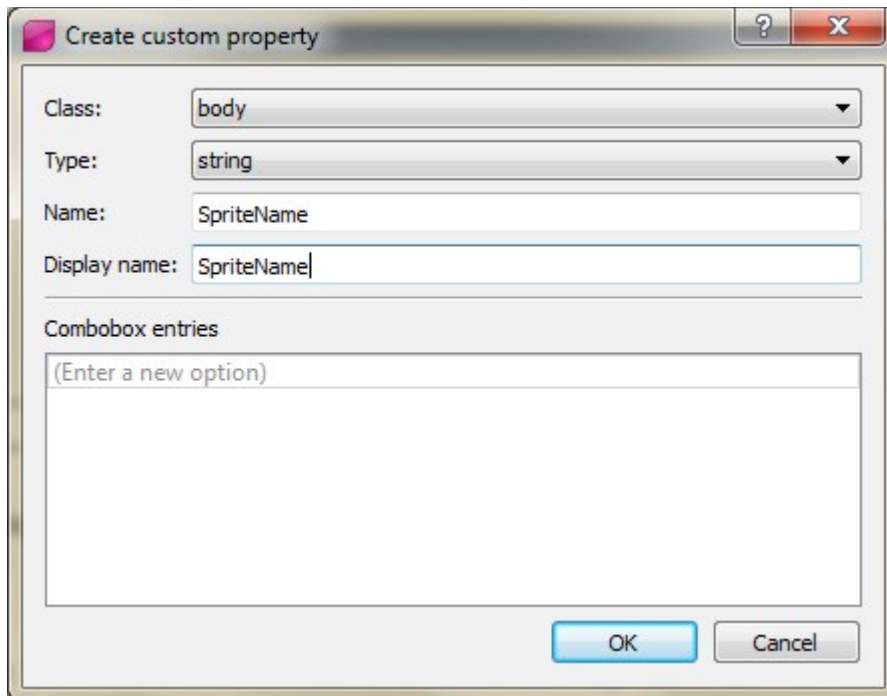 Create custom property
Class: body
Type: string
Name: SpriteName
Display name: SpriteName
Combobox entries
(Enter a new option)
OK Cancel